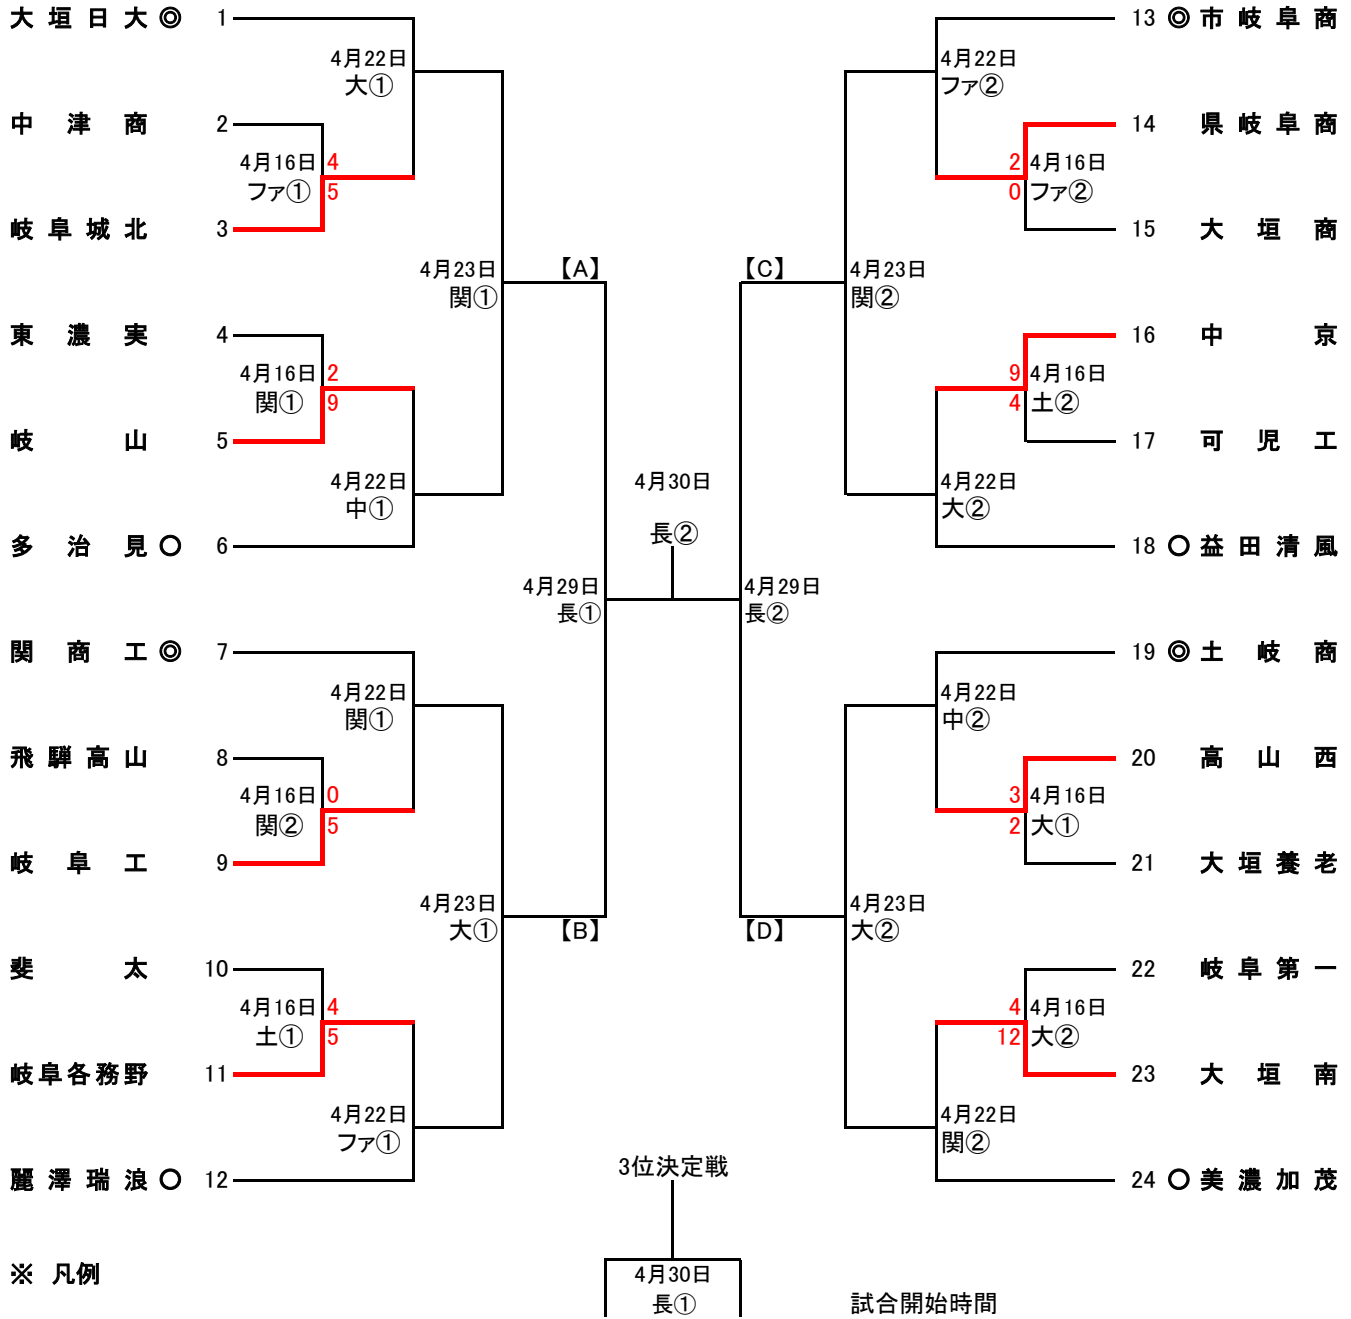 大垣日大◎ 1
4月22日
大①
中津商 2
4月16日 4
ファ① 5
岐阜城北 3
4月23日
関①
【A】
東濃実 4
4月16日 2
関① 9
岐山 5
4月22日
中①
多治見○ 6
4月29日
長①
関商工◎ 7
4月22日
関①
飛騨高山 8
4月16日 0
関② 5
岐阜工 9
4月23日
大①
【B】
斐太 10
4月16日 4
土① 5
岐阜各務野 11
4月22日
ファ①
麗澤瑞浪○ 12
4月30日
長②
13 ◎市岐阜商
4月22日
ファ②
14 県岐阜商
2 4月16日
0 ファ②
15 大垣商
【C】
4月23日
関②
16 中京
9 4月16日
4 土②
17 可児工
4月22日
大②
18 ○益田清風
4月29日
長②
19 ◎土岐商
4月22日
中②
20 高山西
3 4月16日
2 大①
21 大垣養老
【D】
4月23日
大②
22 岐阜第一
4 4月16日
12 大②
23 大垣南
4月22日
関②
24 ○美濃加茂
3位決定戦
4月30日
長①
※ 凡例
試合開始時間